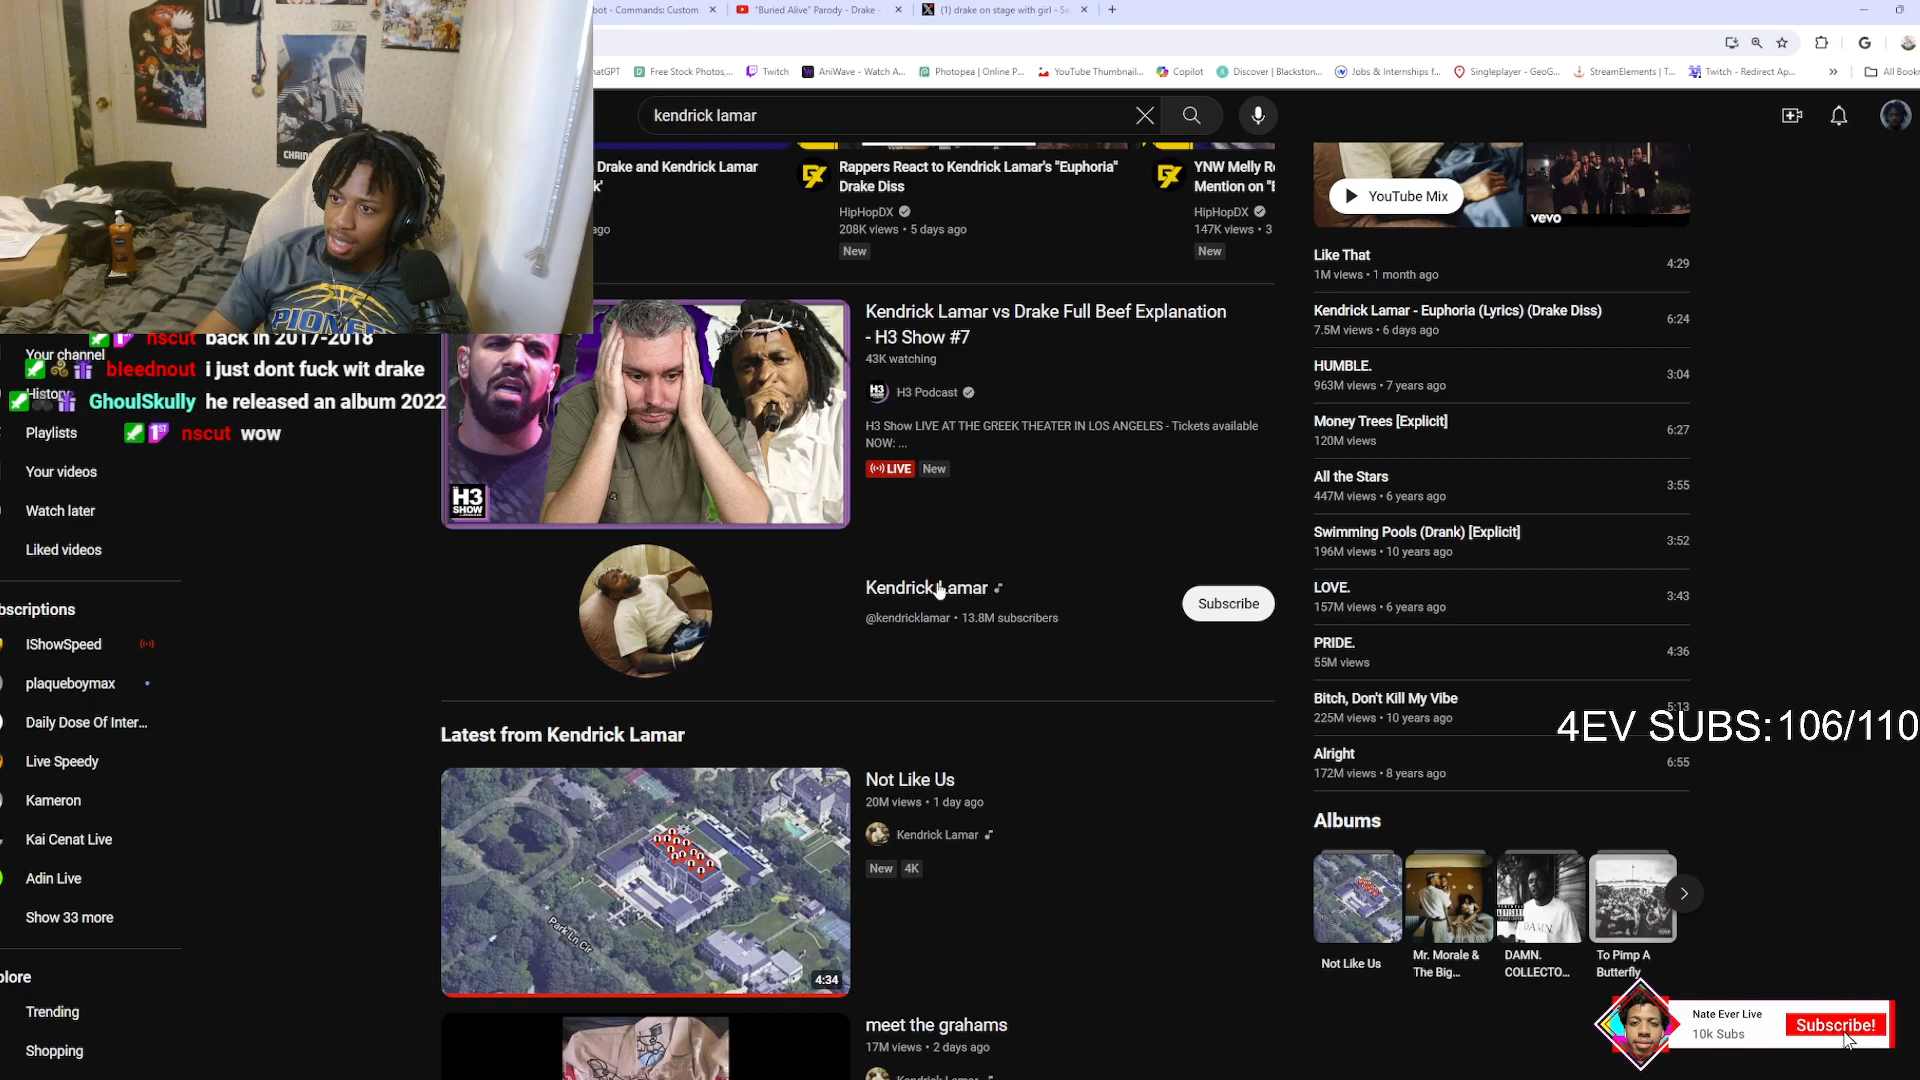 bot - Commands: Custom
"Buried Alive" Parody - Drake -
(1) drake on stage with girl - Se
hatGPT
Free Stock Photos,...
Twitch
AniWave - Watch A...
Photopea | Online P...
YouTube Thumbnail...
Copilot
Discover | Blackston...
Jobs & Internships f...
Singleplayer - GeoG...
StreamElements | T...
Twitch - Redirect Ap...
All Bookr
kendrick lamar
CHAIN
PIONEER
Drake and Kendrick Lamar
k'
ago
Rappers React to Kendrick Lamar's "Euphoria"
Drake Diss
HipHopDX
208K views • 5 days ago
New
YNW Melly R
Mention on "E
HipHopDX
147K views • 3
New
Kendrick Lamar vs Drake Full Beef Explanation
- H3 Show #7
43K watching
H3 Podcast
H3 Show LIVE AT THE GREEK THEATER IN LOS ANGELES - Tickets available
NOW: ...
LIVE
New
H3
SHOW
Kendrick Lamar
@kendricklamar • 13.8M subscribers
Subscribe
Latest from Kendrick Lamar
Park Ln Cir
4:34
Not Like Us
20M views • 1 day ago
Kendrick Lamar
New
4K
meet the grahams
17M views • 2 days ago
Kendrick Lamar
nscut back in 2017-2018
bleednout i just dont fuck wit drake
GhoulSkully he released an album 2022
nscut wow
Your channel
History
Playlists
Your videos
Watch later
Liked videos
bscriptions
IShowSpeed
plaqueboymax
Daily Dose Of Inter...
Live Speedy
Kameron
Kai Cenat Live
Adin Live
Show 33 more
plore
Trending
Shopping
YouTube Mix
vevo
Like That
1M views • 1 month ago
4:29
Kendrick Lamar - Euphoria (Lyrics) (Drake Diss)
7.5M views • 6 days ago
6:24
HUMBLE.
963M views • 7 years ago
3:04
Money Trees [Explicit]
120M views
6:27
All the Stars
447M views • 6 years ago
3:55
Swimming Pools (Drank) [Explicit]
196M views • 10 years ago
3:52
LOVE.
157M views • 6 years ago
3:43
PRIDE.
55M views
4:36
Bitch, Don't Kill My Vibe
225M views • 10 years ago
5:13
4EV SUBS: 106/110
Alright
172M views • 8 years ago
6:55
Albums
DAMN.
Not Like Us
Mr. Morale &
The Big...
DAMN.
COLLECTO...
To Pimp A
Butterfly
Nate Ever Live
10k Subs
Subscribe!